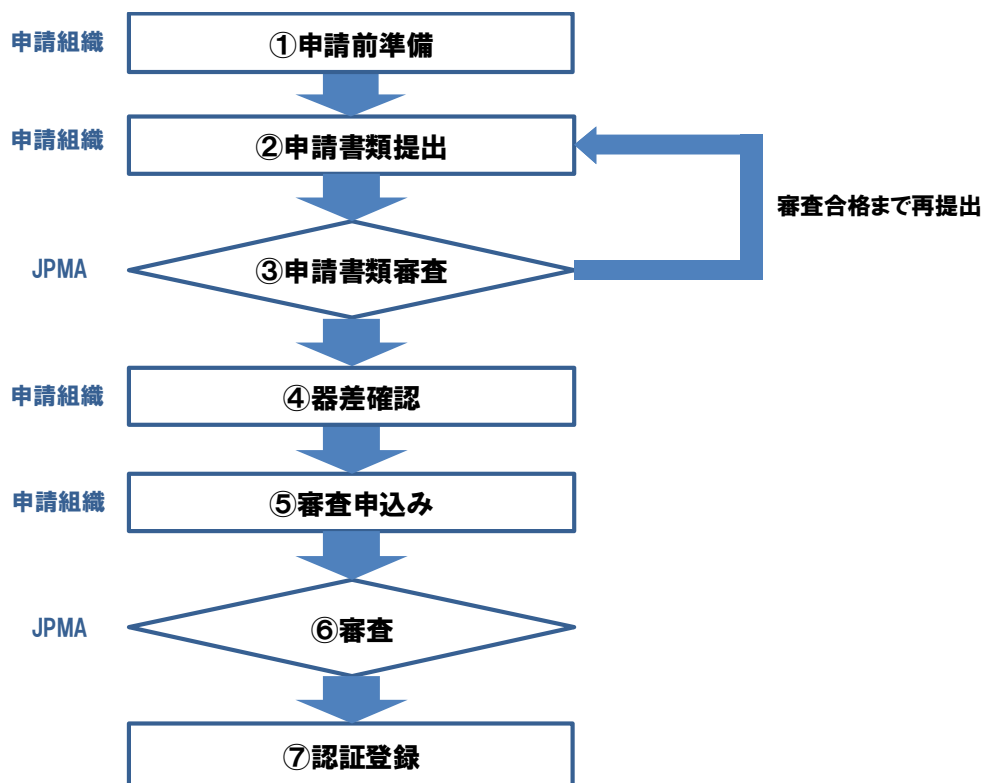 申請組織
①申請前準備
申請組織
②申請書類提出
審査合格まで再提出
JPMA
③申請書類審査
申請組織
④器差確認
申請組織
⑤審査申込み
JPMA
⑥審査
⑦認証登録